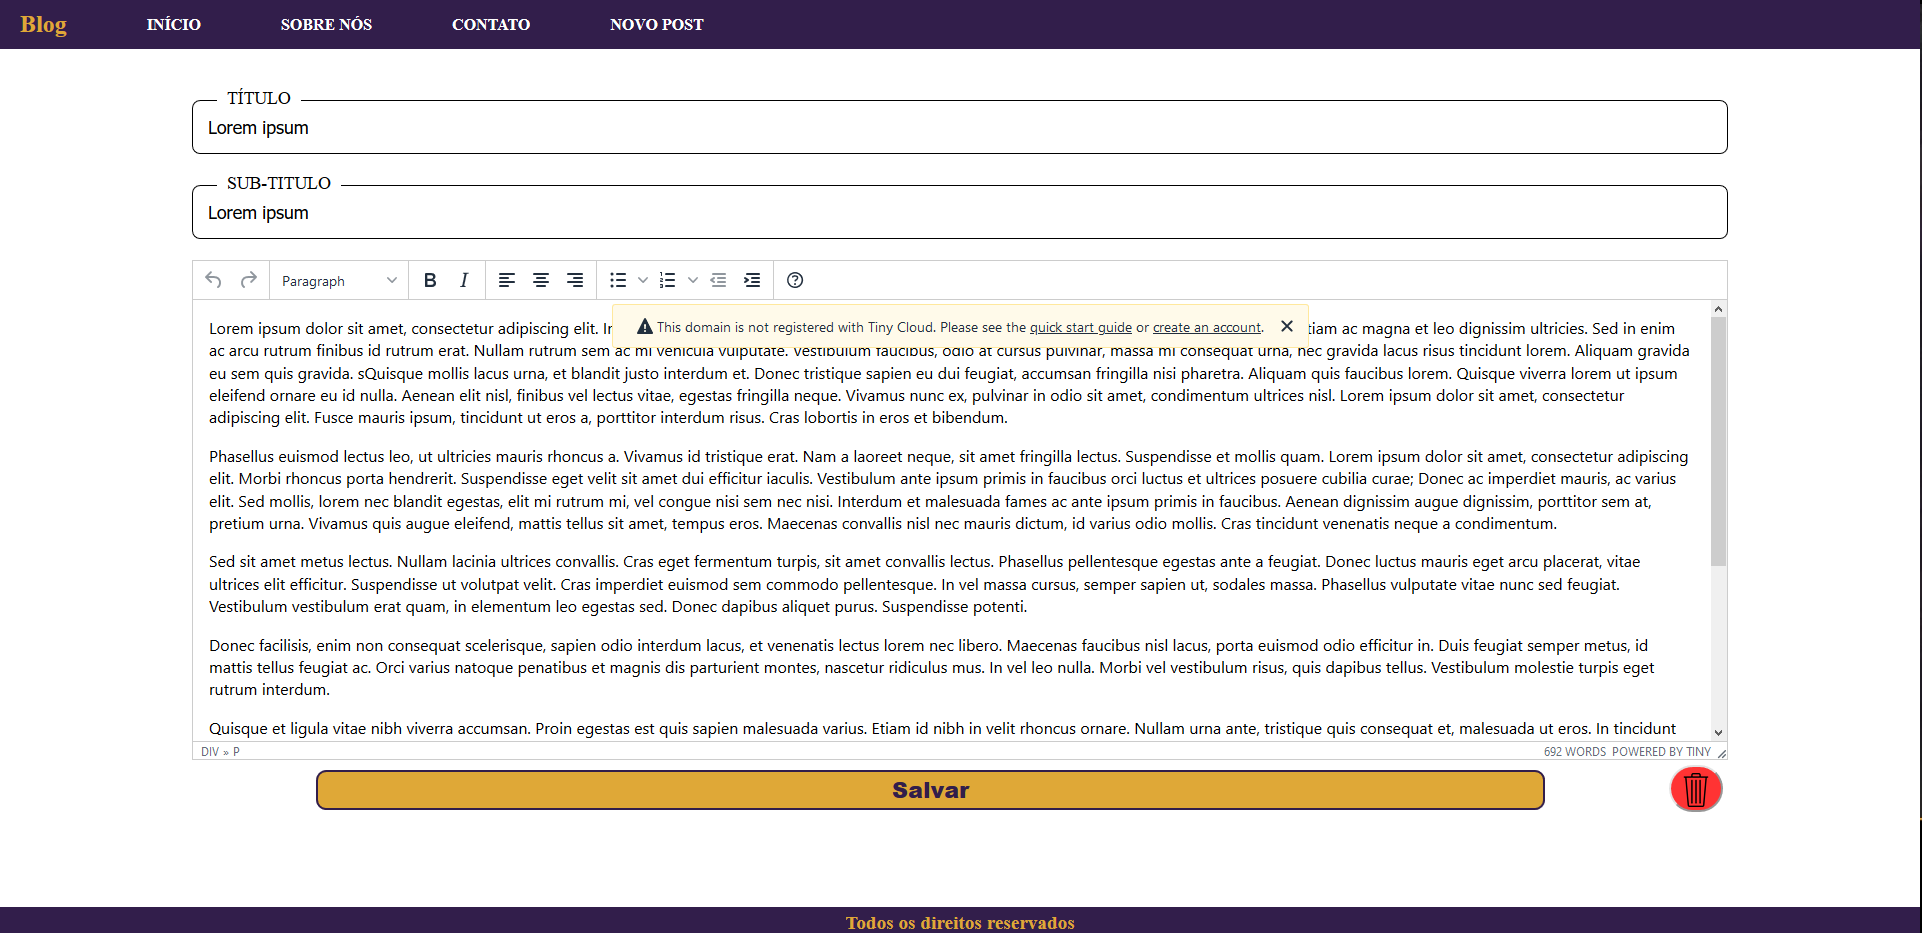 Blog INÍCIO SOBRE NÓS CONTATO NOVO POST
TÍTULO
Lorem ipsum
SUB-TITULO
Lorem ipsum
Paragraph B I
This domain is not registered with Tiny Cloud. Please see the quick start guide or create an account.
Lorem ipsum dolor sit amet, consectetur adipiscing elit. tiam ac magna et leo dignissim ultricies. Sed in enim
ac arcu rutrum finibus id rutrum erat. Nullam rutrum sem ac mi vehicula vulputate. Vestibulum faucibus, odio at cursus pulvinar, massa mi consequat urna, nec gravida lacus risus tincidunt lorem. Aliquam gravida
eu sem quis gravida. sQuisque mollis lacus urna, et blandit justo interdum et. Donec tristique sapien eu dui feugiat, accumsan fringilla nisi pharetra. Aliquam quis faucibus lorem. Quisque viverra lorem ut ipsum
eleifend ornare eu id nulla. Aenean elit nisl, finibus vel lectus vitae, egestas fringilla neque. Vivamus nunc ex, pulvinar in odio sit amet, condimentum ultrices nisl. Lorem ipsum dolor sit amet, consectetur
adipiscing elit. Fusce mauris ipsum, tincidunt ut eros a, porttitor interdum risus. Cras lobortis in eros et bibendum.
Phasellus euismod lectus leo, ut ultricies mauris rhoncus a. Vivamus id tristique erat. Nam a laoreet neque, sit amet fringilla lectus. Suspendisse et mollis quam. Lorem ipsum dolor sit amet, consectetur adipiscing
elit. Morbi rhoncus porta hendrerit. Suspendisse eget velit sit amet dui efficitur iaculis. Vestibulum ante ipsum primis in faucibus orci luctus et ultrices posuere cubilia curae; Donec ac imperdiet mauris, ac varius
elit. Sed mollis, lorem nec blandit egestas, elit mi rutrum mi, vel congue nisi sem nec nisi. Interdum et malesuada fames ac ante ipsum primis in faucibus. Aenean dignissim augue dignissim, porttitor sem at,
pretium urna. Vivamus quis augue eleifend, mattis tellus sit amet, tempus eros. Maecenas convallis nisl nec mauris dictum, id varius odio mollis. Cras tincidunt venenatis neque a condimentum.
Sed sit amet metus lectus. Nullam lacinia ultrices convallis. Cras eget fermentum turpis, sit amet convallis lectus. Phasellus pellentesque egestas ante a feugiat. Donec luctus mauris eget arcu placerat, vitae
ultrices elit efficitur. Suspendisse ut volutpat velit. Cras imperdiet euismod sem commodo pellentesque. In vel massa cursus, semper sapien ut, sodales massa. Phasellus vulputate vitae nunc sed feugiat.
Vestibulum vestibulum erat quam, in elementum leo egestas sed. Donec dapibus aliquet purus. Suspendisse potenti.
Donec facilisis, enim non consequat scelerisque, sapien odio interdum lacus, et venenatis lectus lorem nec libero. Maecenas faucibus nisl lacus, porta euismod odio efficitur in. Duis feugiat semper metus, id
mattis tellus feugiat ac. Orci varius natoque penatibus et magnis dis parturient montes, nascetur ridiculus mus. In vel leo nulla. Morbi vel vestibulum risus, quis dapibus tellus. Vestibulum molestie turpis eget
rutrum interdum.
Quisque et ligula vitae nibh viverra accumsan. Proin egestas est quis sapien malesuada varius. Etiam id nibh in velit rhoncus ornare. Nullam urna ante, tristique quis consequat et, malesuada ut eros. In tincidunt
DIV » P 692 WORDS POWERED BY TINY
Salvar
Todos os direitos reservados